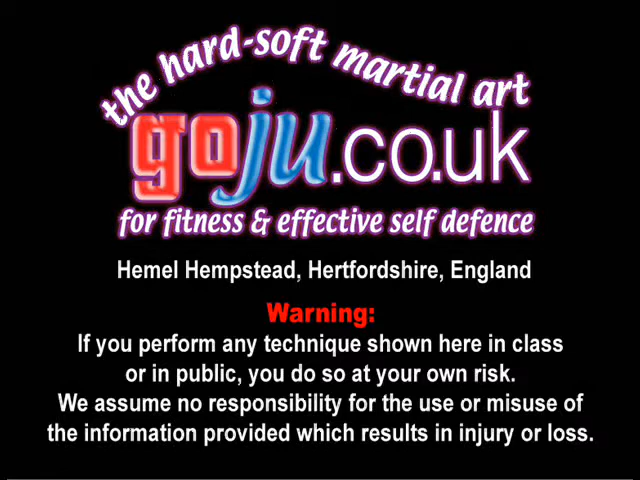 the hard-soft martial art
goju.co.uk
for fitness & effective self defence
Hemel Hempstead, Hertfordshire, England
Warning:
If you perform any technique shown here in class
or in public, you do so at your own risk.
We assume no responsibility for the use or misuse of
the information provided which results in injury or loss.